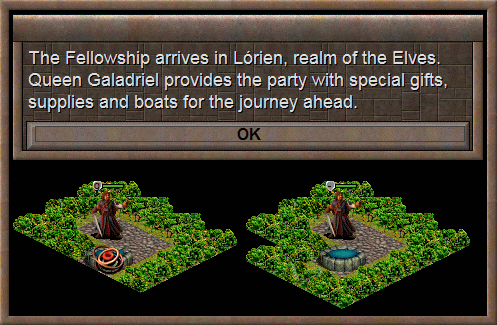 The Fellowship arrives in Lórien, realm of the Elves.
Queen Galadriel provides the party with special gifts,
supplies and boats for the journey ahead.
OK